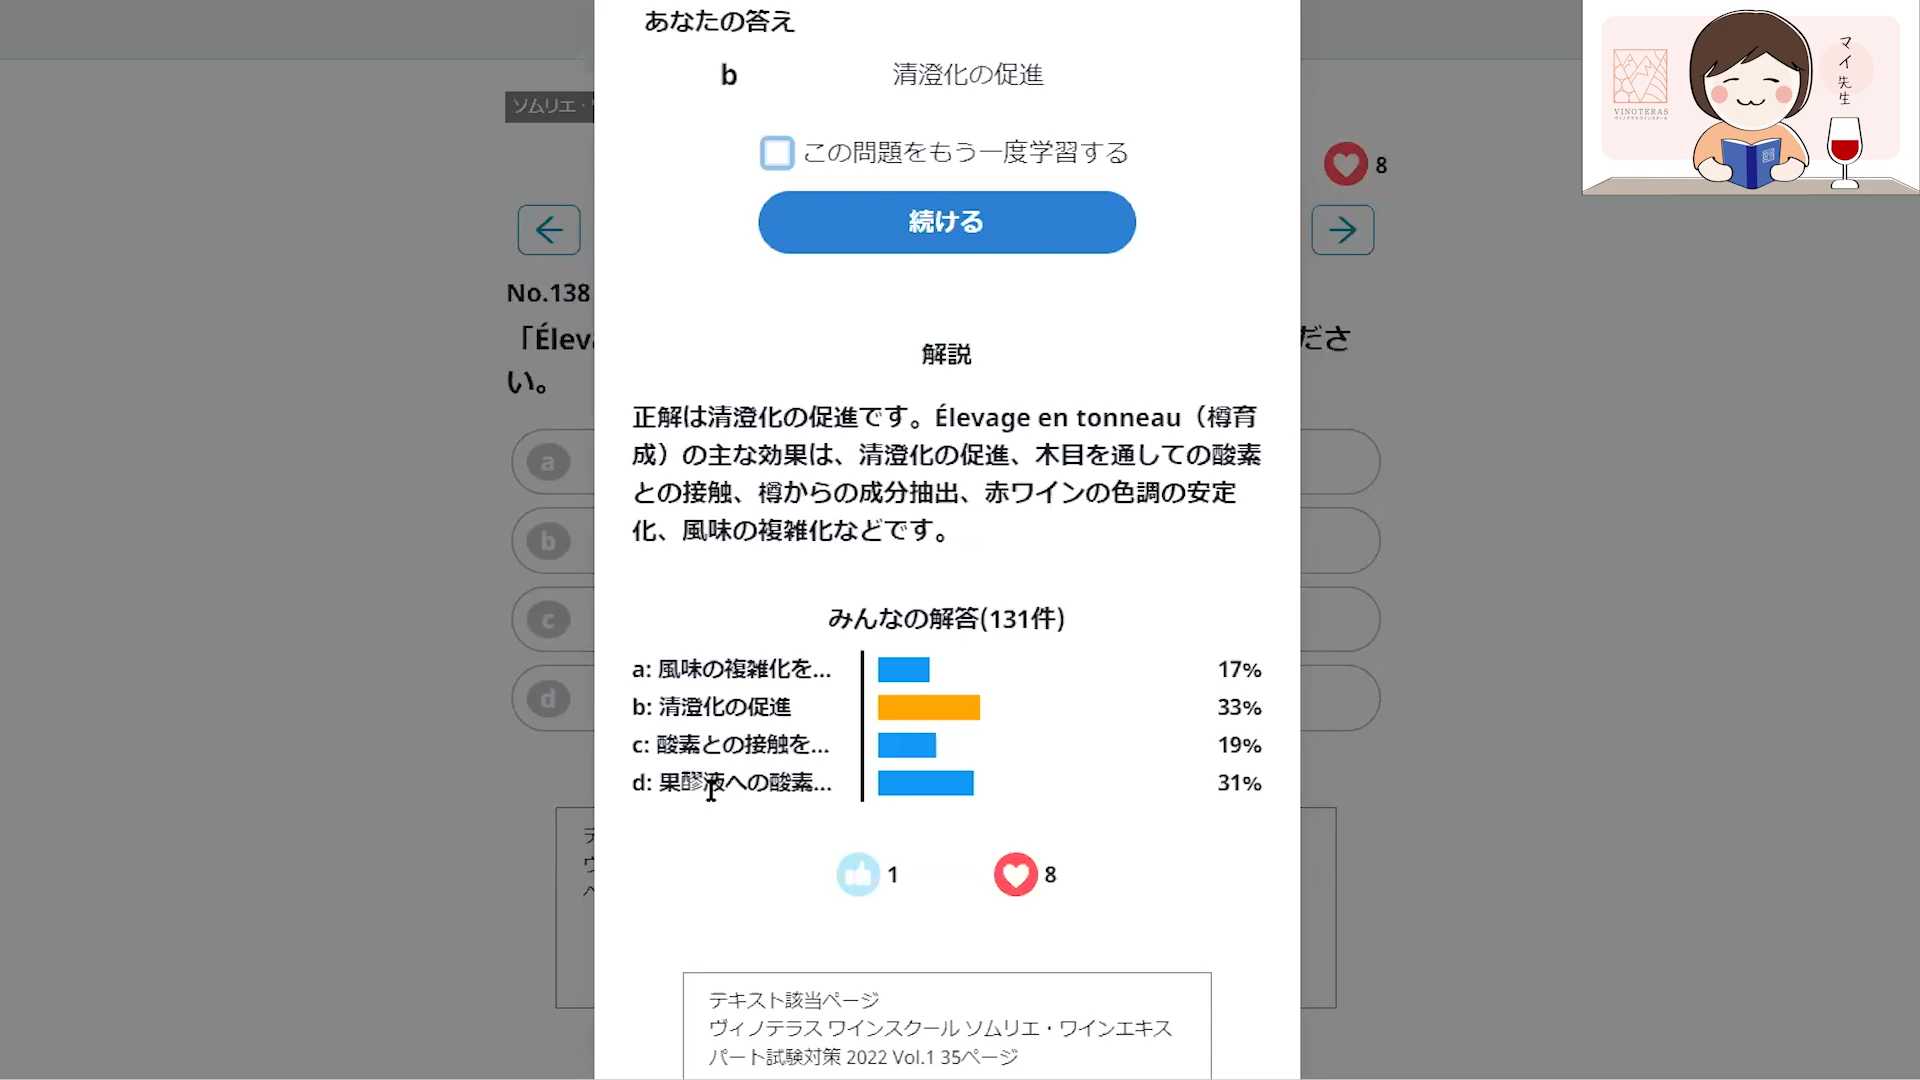 あなたの答え
b 清澄化の促進
この問題をもう一度学習する
続ける
マイ先生
VINOTERAS
ソムリエ・
8
No.138
「Élev
ださ
い。
a
b
c
d
解説
正解は清澄化の促進です。Élevage en tonneau（樽育
成）の主な効果は、清澄化の促進、木目を通しての酸素
との接触、樽からの成分抽出、赤ワインの色調の安定
化、風味の複雑化などです。
みんなの解答(131件)
a: 風味の複雑化を... 17%
b: 清澄化の促進 33%
c: 酸素との接触を... 19%
d: 果醪液への酸素... 31%
1 8
テキスト該当ページ
ヴィノテラス ワインスクール ソムリエ・ワインエキス
パート試験対策 2022 Vol.1 35ページ